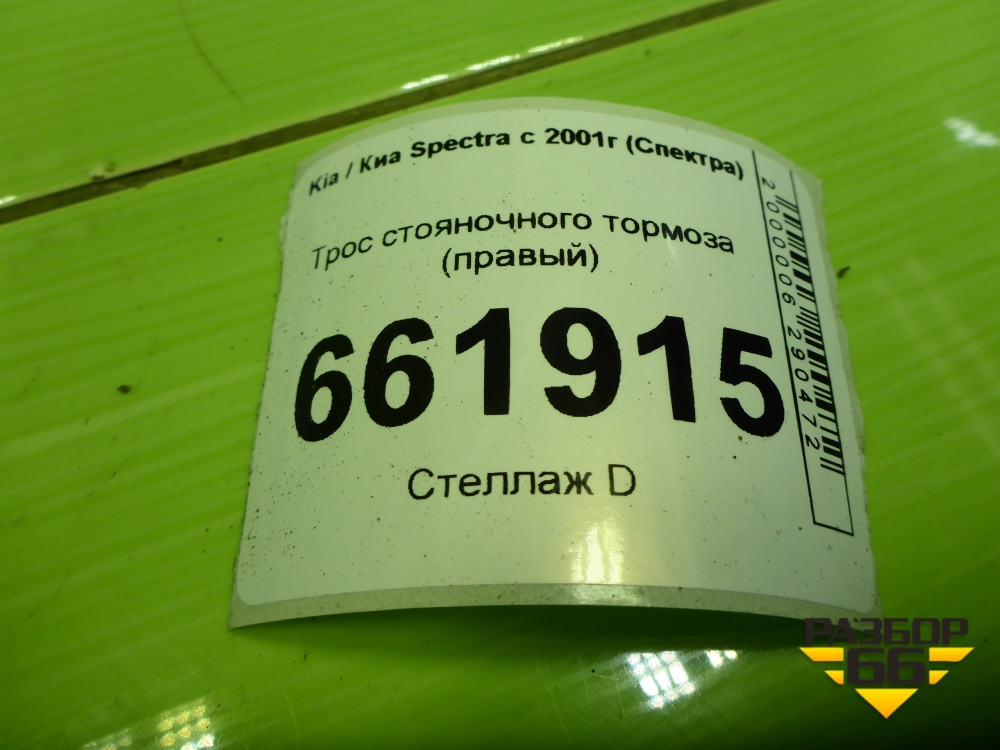 Kia / Киа Spectra с 2001г (Спектра)
Трос стояночного тормоза
(правый)
661915
Стеллаж D
2000006290472
РАЗБОР
66